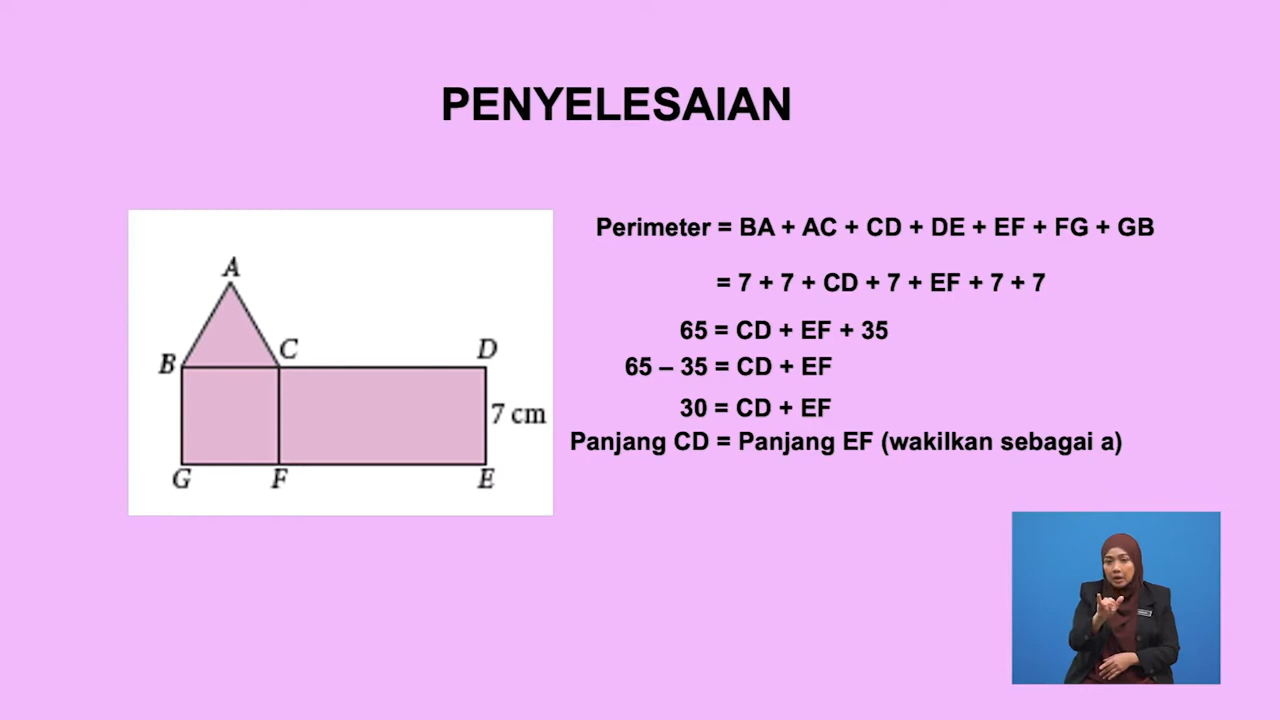 PENYELESAIAN
Perimeter = BA + AC + CD + DE + EF + FG + GB
= 7 + 7 + CD + 7 + EF + 7 + 7
65 = CD + EF + 35
65 – 35 = CD + EF
30 = CD + EF
Panjang CD = Panjang EF (wakilkan sebagai a)
A
B
C
D
7 cm
G
F
E